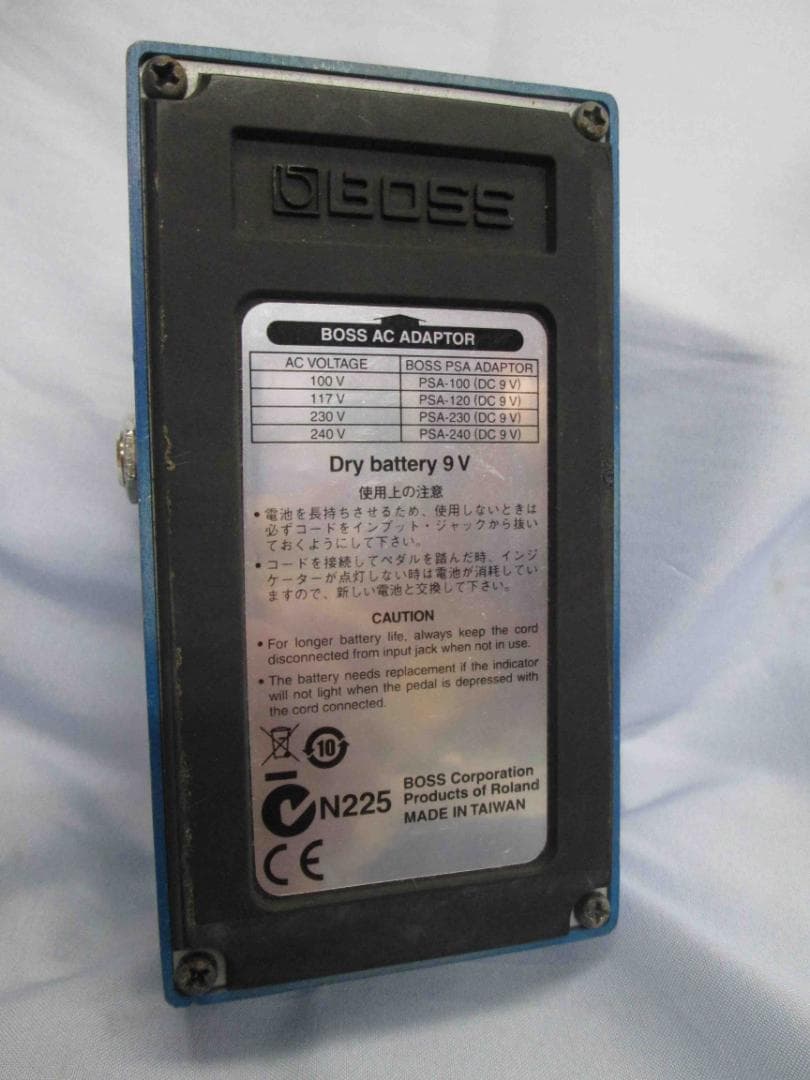 BOSS
BOSS AC ADAPTOR
AC VOLTAGE BOSS PSA ADAPTOR
100 V PSA-100 (DC 9 V)
117 V PSA-120 (DC 9 V)
230 V PSA-230 (DC 9 V)
240 V PSA-240 (DC 9 V)
Dry battery 9 V
使用上の注意
• 電池を長持ちさせるため、使用しないときは
必ずコードをインプット・ジャックから抜い
ておくようにして下さい。
• コードを接続してペダルを踏んだ時、インジ
ケーターが点灯しない時は電池が消耗してい
ますので、新しい電池と交換して下さい。
CAUTION
• For longer battery life, always keep the cord
disconnected from input jack when not in use.
• The battery needs replacement if the indicator
will not light when the pedal is depressed with
the cord connected.
10
N225
BOSS Corporation
Products of Roland
MADE IN TAIWAN
CE